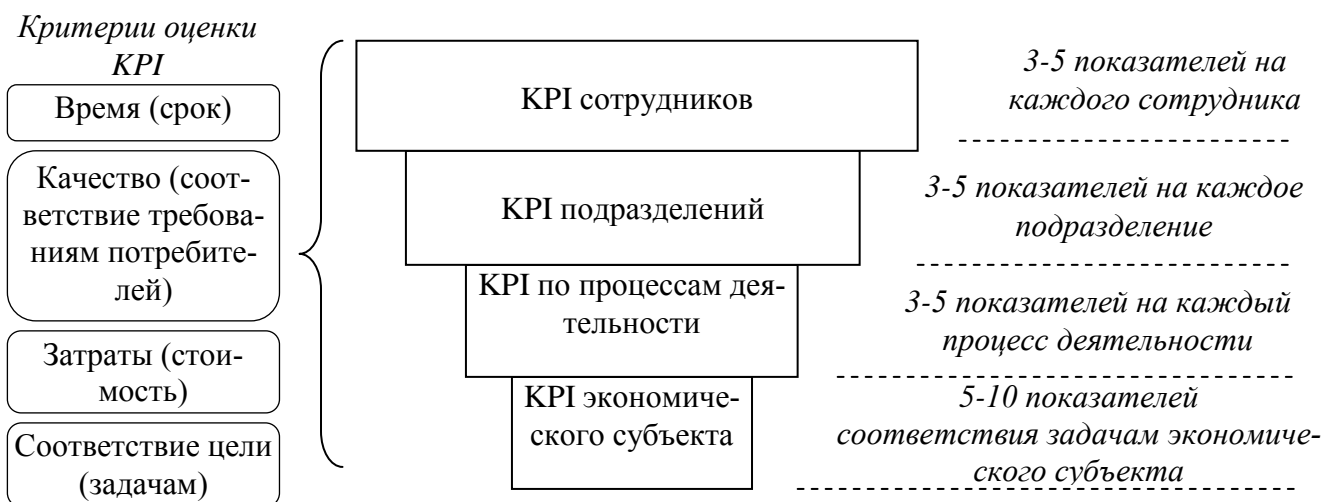 Критерии оценки
KPI
Время (срок)
Качество (соот-
ветствие требова-
ниям потребите-
лей)
Затраты (стои-
мость)
Соответствие цели
(задачам)
KPI сотрудников
KPI подразделений
KPI по процессам дея-
тельности
KPI экономиче-
ского субъекта
3-5 показателей на
каждого сотрудника
3-5 показателей на каждое
подразделение
3-5 показателей на каждый
процесс деятельности
5-10 показателей
соответствия задачам экономиче-
ского субъекта